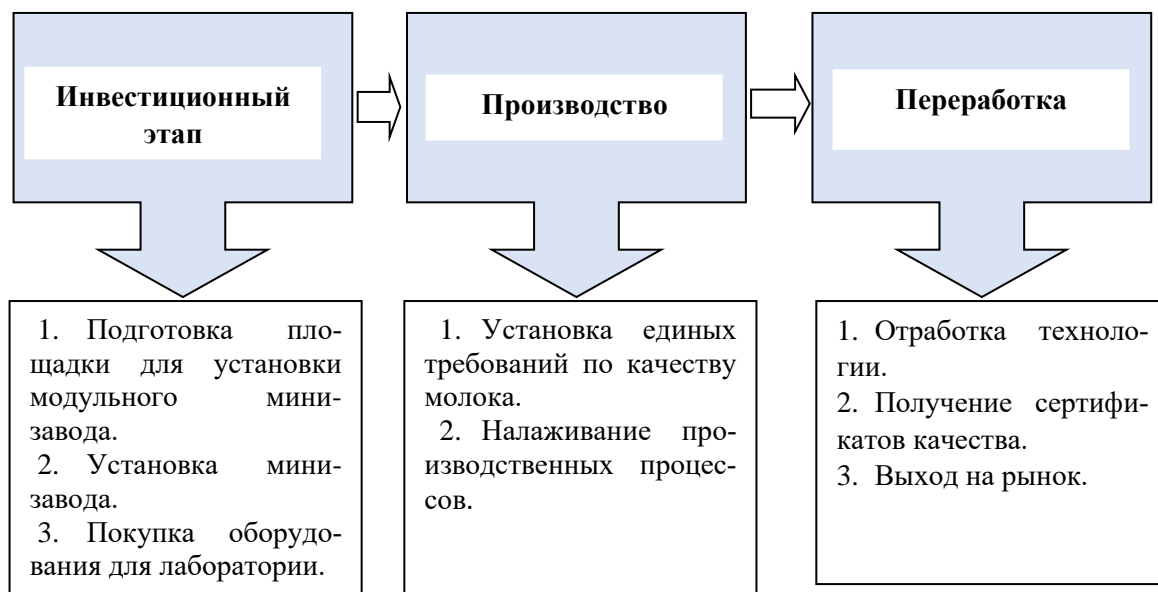 Инвестиционный
этап
Производство
Переработка
1. Подготовка пло-
щадки для установки
модульного мини-
завода.
2. Установка мини-
завода.
3. Покупка оборудо-
вания для лаборатории.
1. Установка единых
требований по качеству
молока.
2. Налаживание про-
изводственных процес-
сов.
1. Отработка техноло-
гии.
2. Получение сертифи-
катов качества.
3. Выход на рынок.